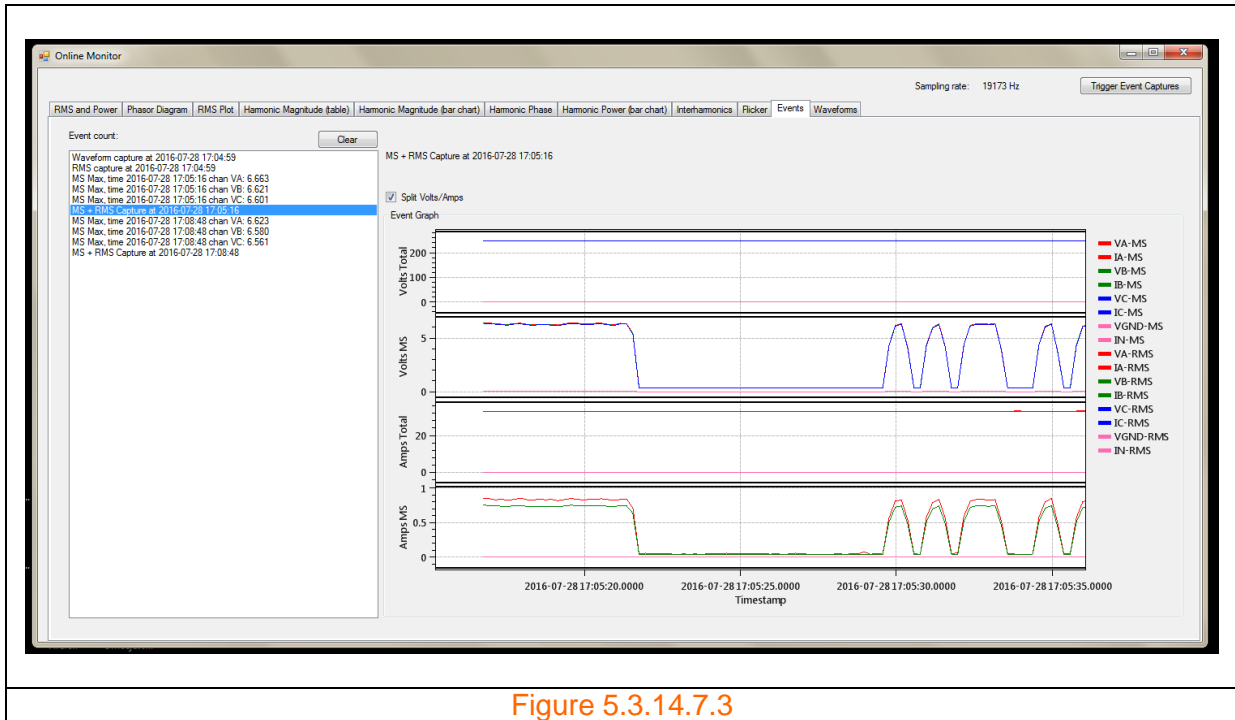 Online Monitor
Sampling rate: 19173 Hz
Trigger Event Captures
RMS and Power
Phasor Diagram
RMS Plot
Harmonic Magnitude (table)
Harmonic Magnitude (bar chart)
Harmonic Phase
Harmonic Power (bar chart)
Interhamonics
Flicker
Events
Waveforms
Event count:
Clear
Waveform capture at 2016-07-28 17:04:59
RMS capture at 2016-07-28 17:04:59
MS Max, time 2016-07-28 17:05:16 chan VA: 6.663
MS Max, time 2016-07-28 17:05:16 chan VB: 6.621
MS Max, time 2016-07-28 17:05:16 chan VC: 6.601
MS + RMS Capture at 2016-07-28 17:05:16
MS Max, time 2016-07-28 17:08:48 chan VA: 6.623
MS Max, time 2016-07-28 17:08:48 chan VB: 6.580
MS Max, time 2016-07-28 17:08:48 chan VC: 6.561
MS + RMS Capture at 2016-07-28 17:08:48
MS + RMS Capture at 2016-07-28 17:05:16
Split Volts/Amps
Event Graph
Volts Total
200
100
0
Volts MS
5
0
Amps Total
20
0
Amps MS
1
0.5
0
2016-07-28 17:05:20.0000
2016-07-28 17:05:25.0000
2016-07-28 17:05:30.0000
2016-07-28 17:05:35.0000
Timestamp
VA-MS
IA-MS
VB-MS
IB-MS
VC-MS
IC-MS
VGND-MS
IN-MS
VA-RMS
IA-RMS
VB-RMS
IB-RMS
VC-RMS
IC-RMS
VGND-RMS
IN-RMS
Figure 5.3.14.7.3